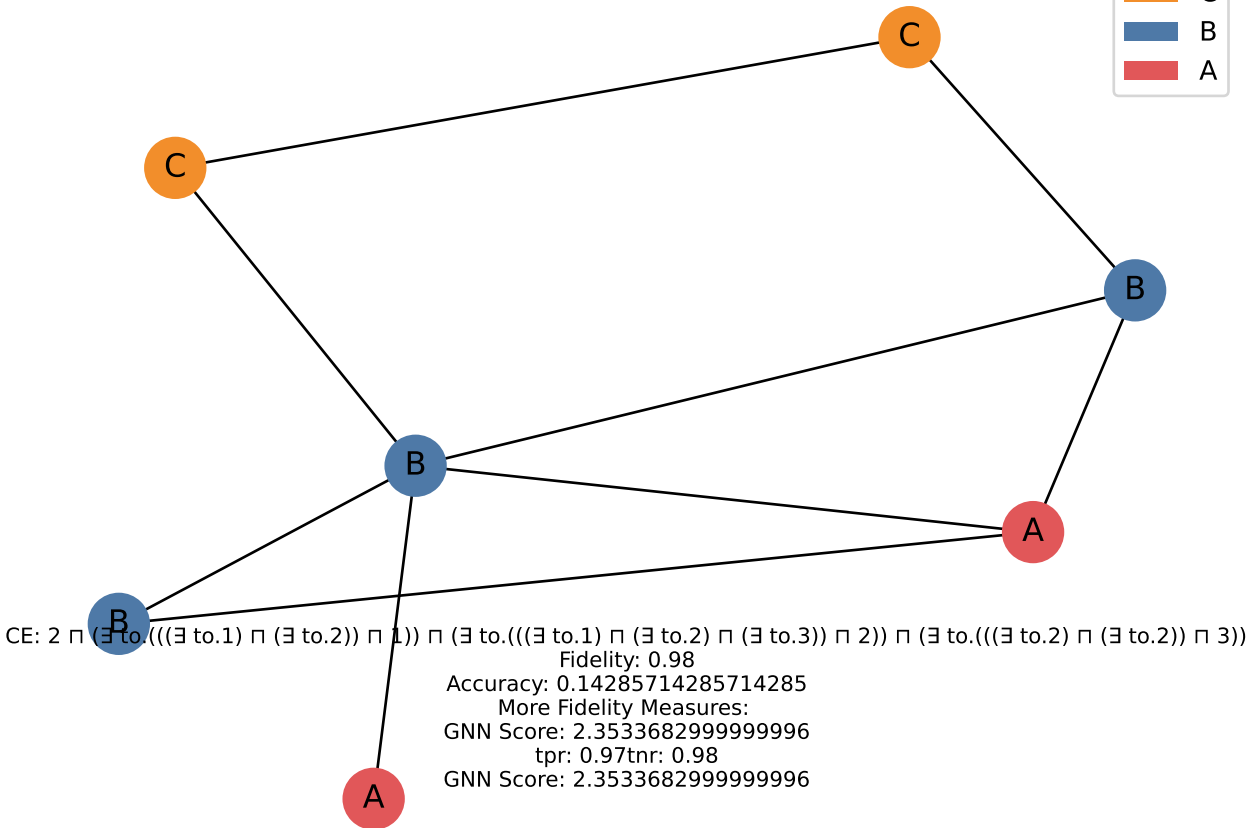 C
B
A
C
B
B
A
B
CE: 2 ⊓ (∃ to.(((∃ to.1) ⊓ (∃ to.2)) ⊓ 1)) ⊓ (∃ to.(((∃ to.1) ⊓ (∃ to.2) ⊓ (∃ to.3)) ⊓ 2)) ⊓ (∃ to.(((∃ to.2) ⊓ (∃ to.2)) ⊓ 3))
Fidelity: 0.98
Accuracy: 0.14285714285714285
More Fidelity Measures:
GNN Score: 2.3533682999999996
tpr: 0.97tnr: 0.98
GNN Score: 2.3533682999999996
A